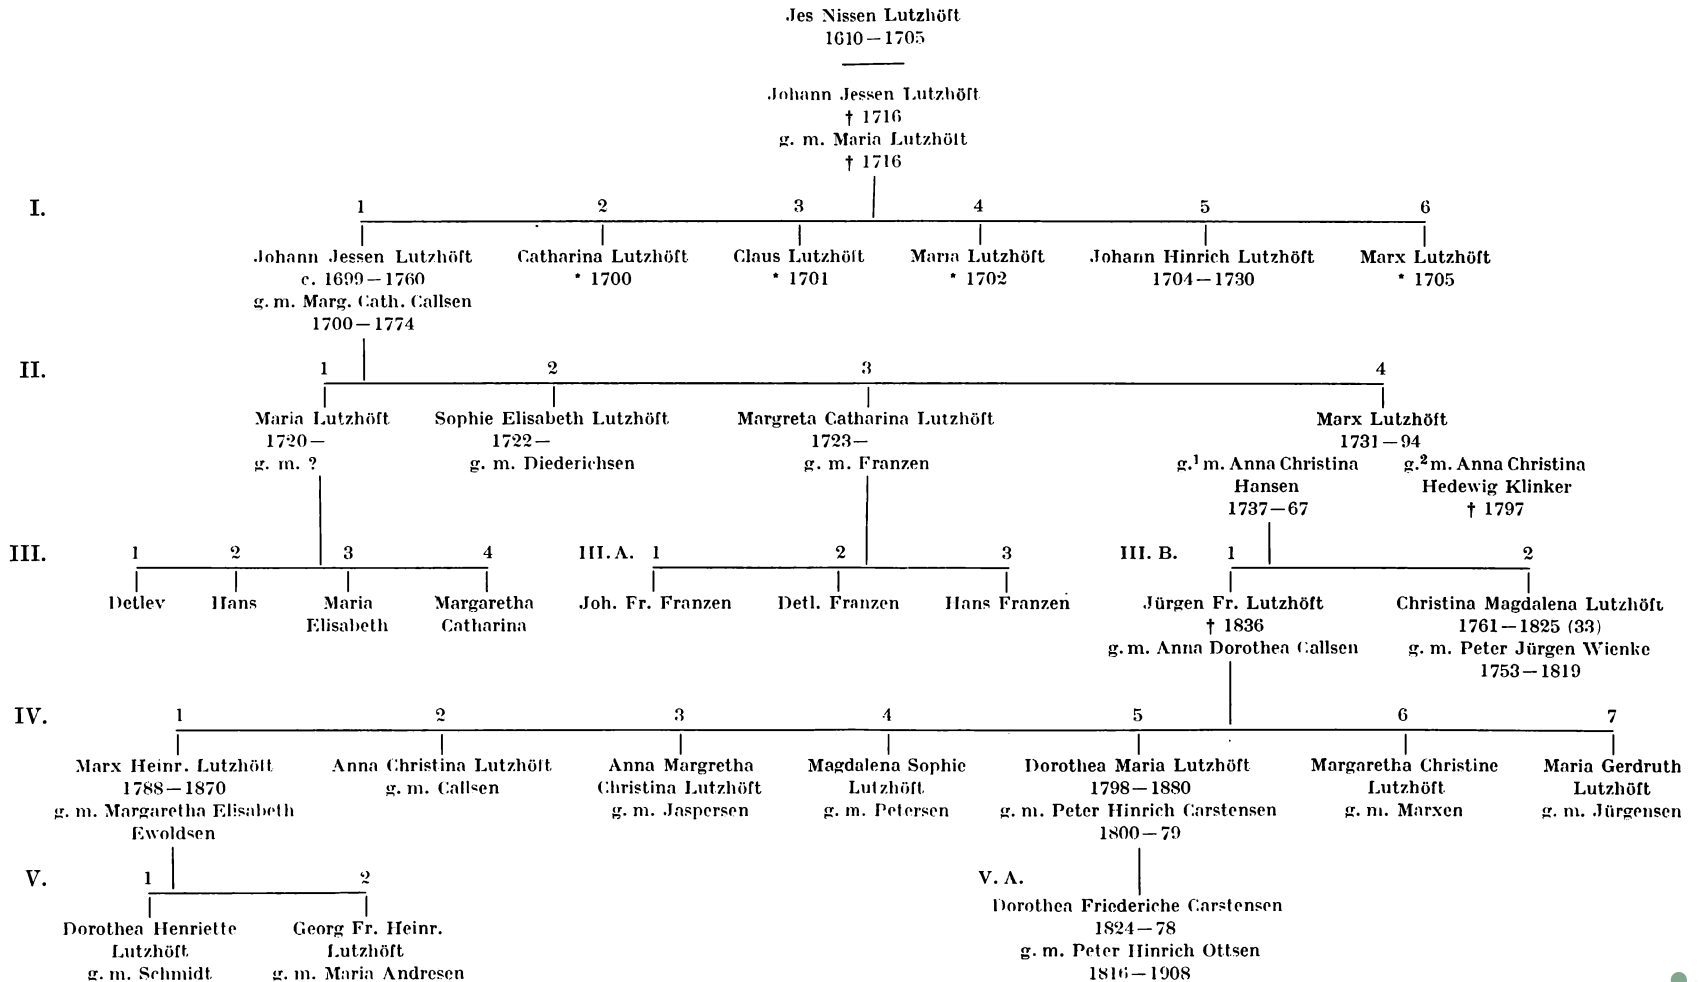 Jes Nissen Lutzhöft
1610—1705
Johann Jessen Lutzhöft
† 1716
g. m. Maria Lutzhöft
† 1716
I. 1 2 3 4 5 6
Johann Jessen Lutzhöft Catharina Lutzhöft Claus Lutzhöft Maria Lutzhöft Johann Hinrich Lutzhöft Marx Lutzhöft
c. 1699—1760 * 1700 * 1701 * 1702 1704—1730 * 1705
g. m. Marg. Cath. Callsen
1700—1774
II. 1 2 3 4
Maria Lutzhöft Sophie Elisabeth Lutzhöft Margreta Catharina Lutzhöft Marx Lutzhöft
1720— 1722— 1723— 1731—94
g. m. ? g. m. Diederichsen g. m. Franzen g.¹ m. Anna Christina g.² m. Anna Christina
Hansen Hedewig Klinker
1737—67 † 1797
III. 1 2 3 4 III. A. 1 2 3 III. B. 1 2
Detlev Hans Maria Margaretha Joh. Fr. Franzen Detl. Franzen Hans Franzen Jürgen Fr. Lutzhöft Christina Magdalena Lutzhöft
Elisabeth Catharina † 1836 1761—1825 (33)
g. m. Anna Dorothea Callsen g. m. Peter Jürgen Wienke
1753—1819
IV. 1 2 3 4 5 6 7
Marx Heinr. Lutzhöft Anna Christina Lutzhöft Anna Margretha Magdalena Sophie Dorothea Maria Lutzhöft Margaretha Christine Maria Gerdruth
1788—1870 g. m. Callsen Christina Lutzhöft Lutzhöft 1798—1880 Lutzhöft Lutzhöft
g. m. Margaretha Elisabeth g. m. Jaspersen g. m. Petersen g. m. Peter Hinrich Carstensen g. m. Marxen g. m. Jürgensen
Ewoldsen 1800—79
V. 1 2 V. A.
Dorothea Friederiche Carstensen
Dorothea Henriette Georg Fr. Heinr. 1824—78
Lutzhöft Lutzhöft g. m. Peter Hinrich Ottsen
g. m. Schmidt g. m. Maria Andresen 1816—1908